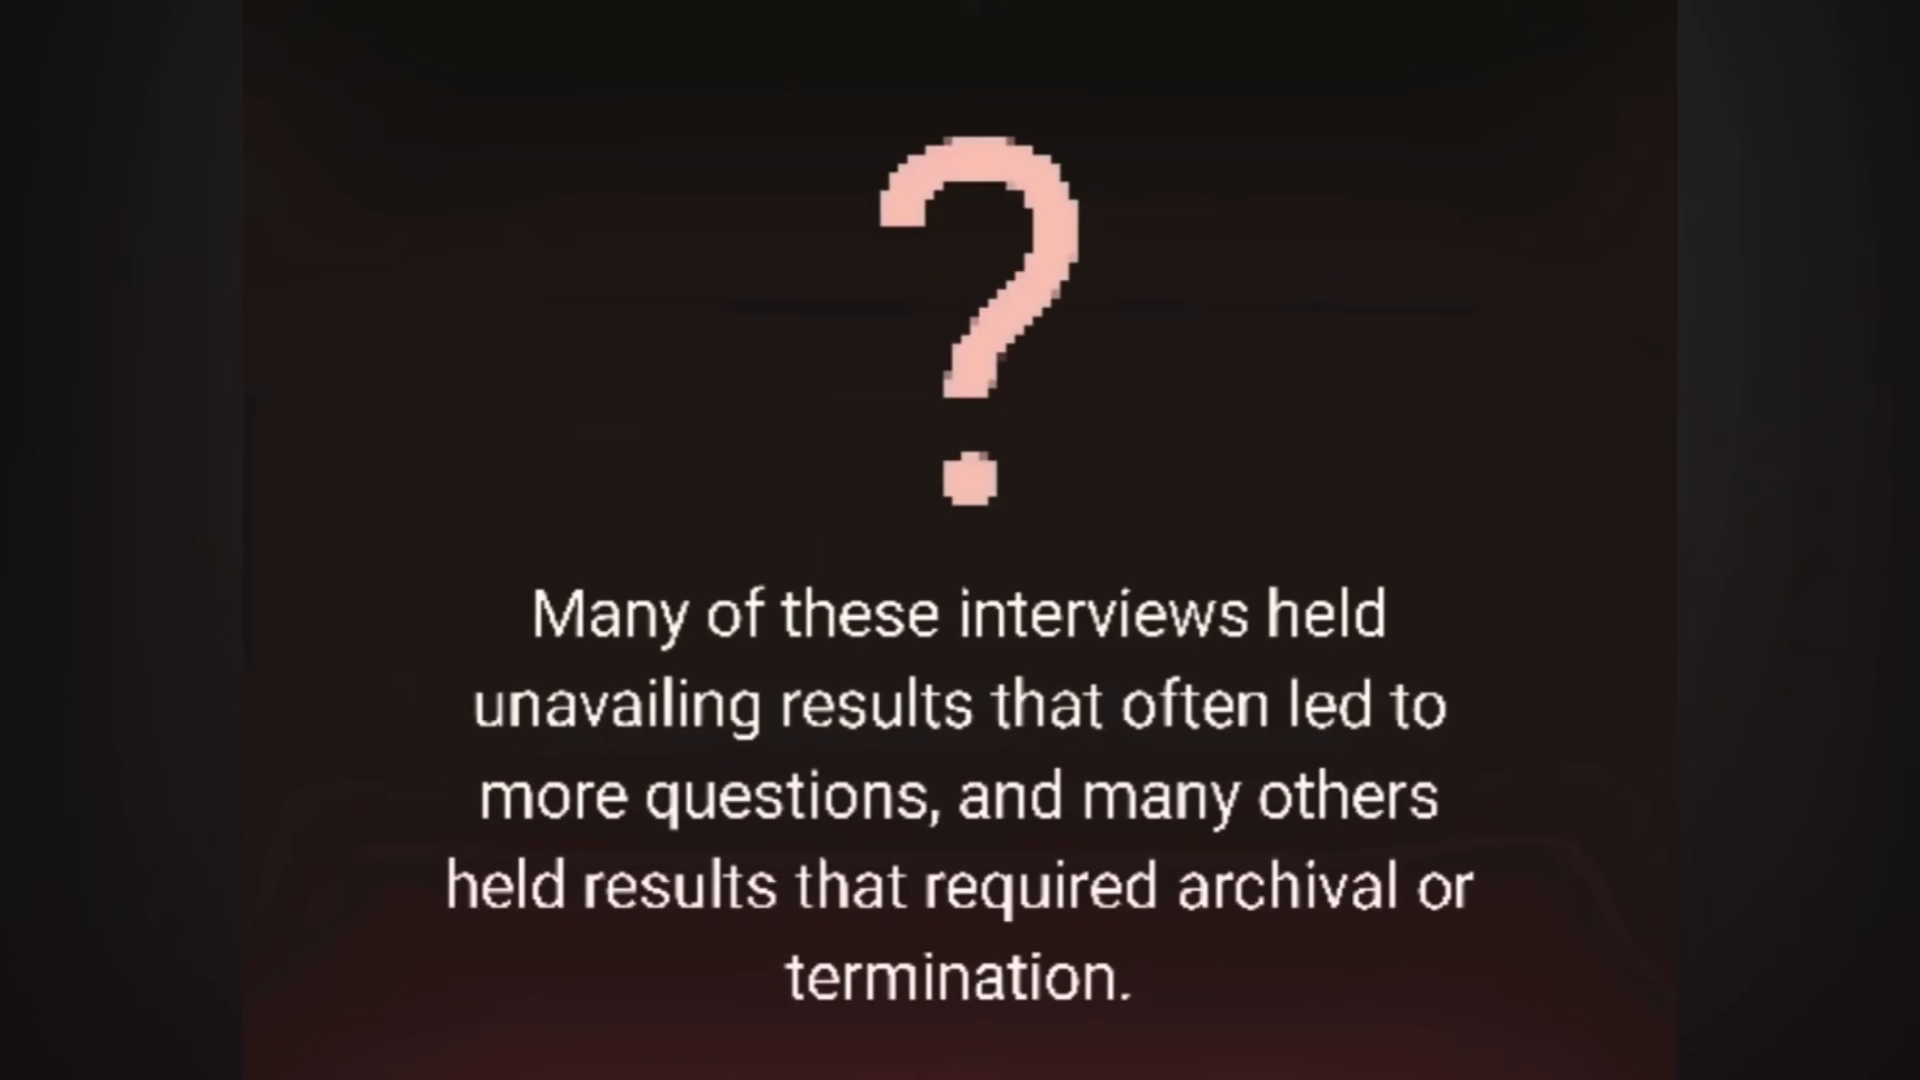 ?
Many of these interviews held
unavailing results that often led to
more questions, and many others
held results that required archival or
termination.